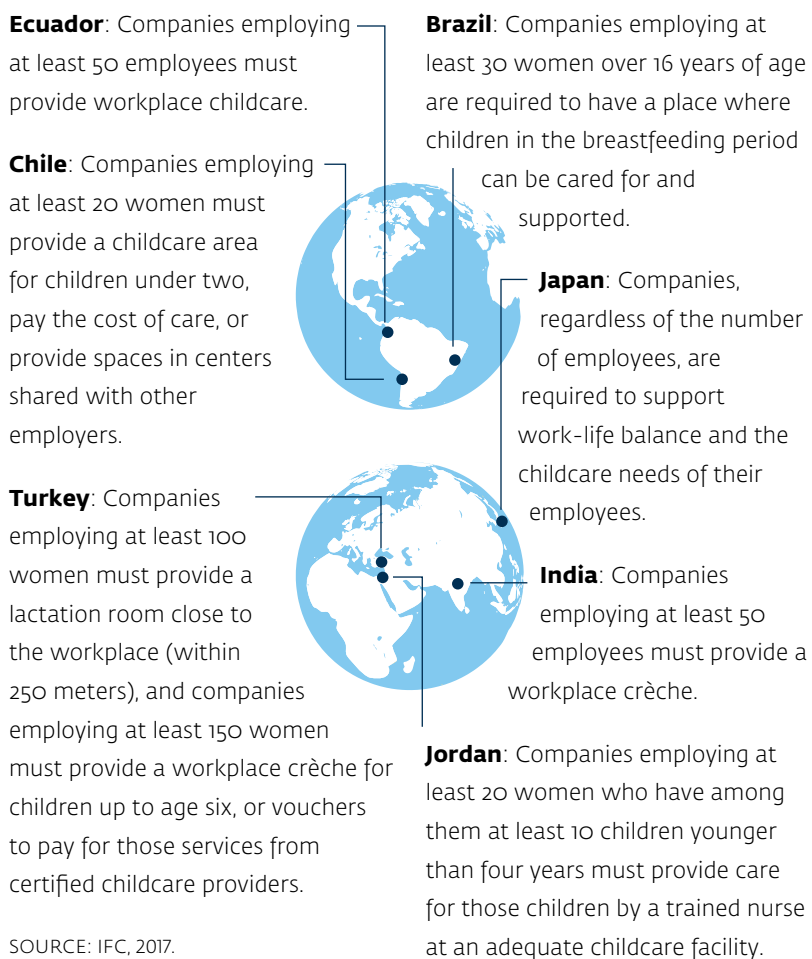 Ecuador: Companies employing
at least 50 employees must
provide workplace childcare.
Chile: Companies employing
at least 20 women must
provide a childcare area
for children under two,
pay the cost of care, or
provide spaces in centers
shared with other
employers.
Turkey: Companies
employing at least 100
women must provide a
lactation room close to
the workplace (within
250 meters), and companies
employing at least 150 women
must provide a workplace crèche for
children up to age six, or vouchers
to pay for those services from
certified childcare providers.
SOURCE: IFC, 2017.
Brazil: Companies employing at
least 30 women over 16 years of age
are required to have a place where
children in the breastfeeding period
can be cared for and
supported.
Japan: Companies,
regardless of the number
of employees, are
required to support
work-life balance and the
childcare needs of their
employees.
India: Companies
employing at least 50
employees must provide a
workplace crèche.
Jordan: Companies employing at
least 20 women who have among
them at least 10 children younger
than four years must provide care
for those children by a trained nurse
at an adequate childcare facility.